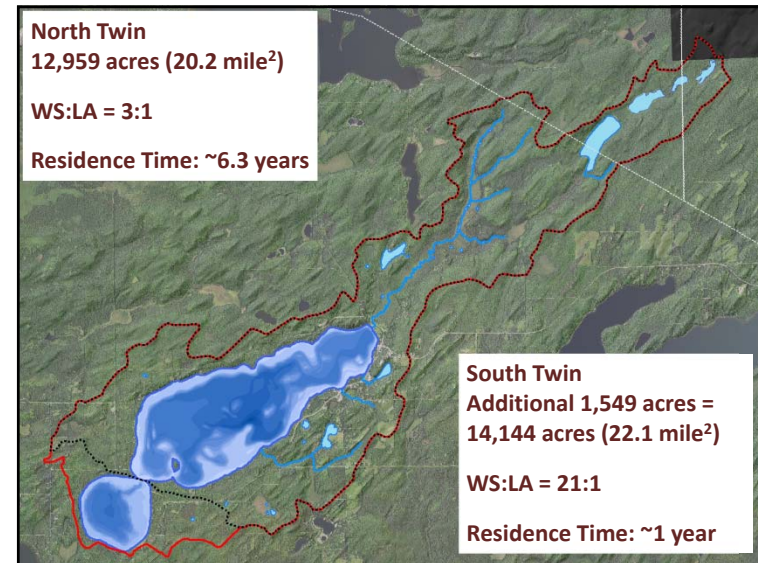 North Twin
12,959 acres (20.2 mile²)
WS:LA = 3:1
Residence Time: ~6.3 years
South Twin
Additional 1,549 acres =
14,144 acres (22.1 mile²)
WS:LA = 21:1
Residence Time: ~1 year